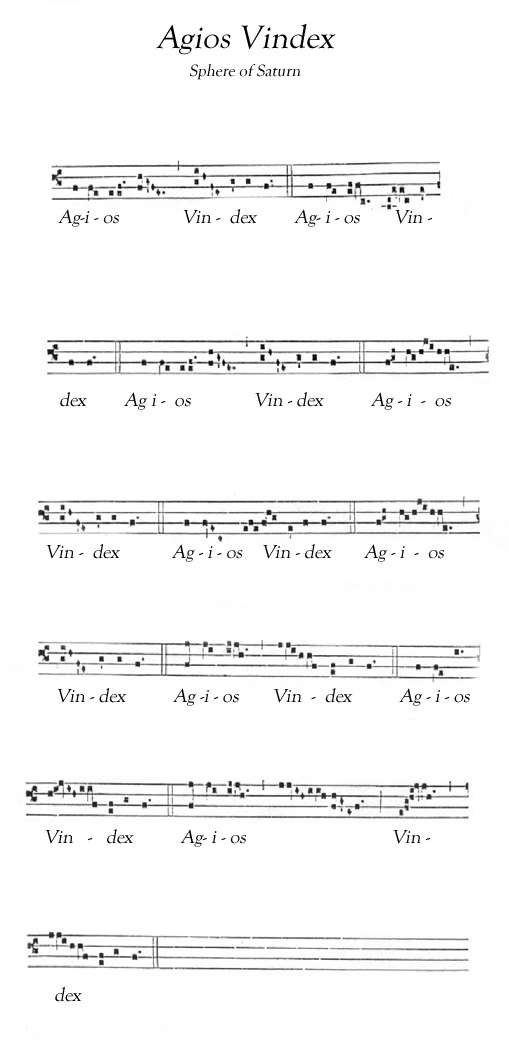 Agios Vindex
Sphere of Saturn
Ag-i - os Vin - dex Ag- i - os Vin -
dex Ag i - os Vin - dex Ag - i - os
Vin - dex Ag - i - os Vin - dex Ag - i - os
Vin - dex Ag - i - os Vin - dex Ag - i - os
Vin - dex Ag- i - os Vin -
dex